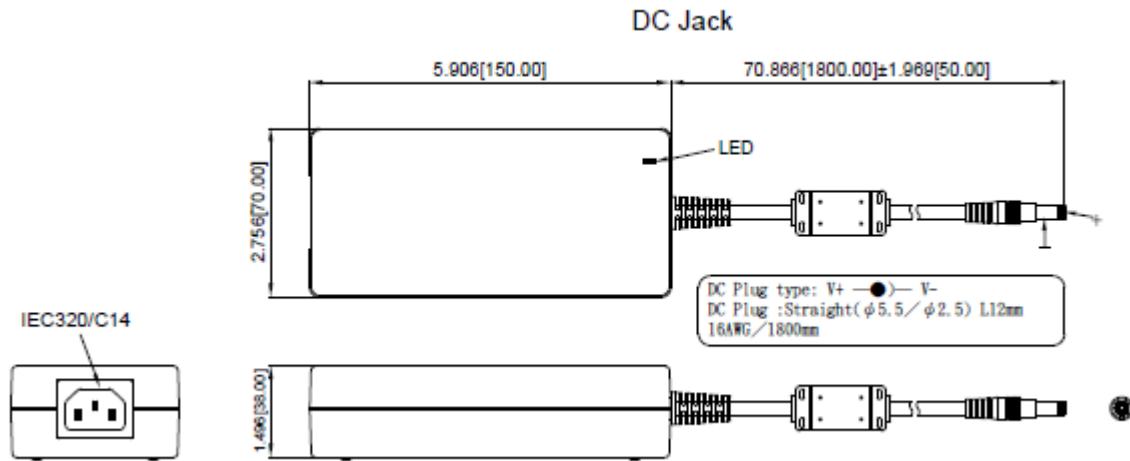 DC Jack
5.906[150.00]
70.866[1800.00]±1.969[50.00]
LED
2.756[70.00]
DC Plug type: V+ —●)— V-
DC Plug :Straight(φ5.5／φ2.5) L12mm
16AWG／1800mm
IEC320/C14
1.496[38.00]